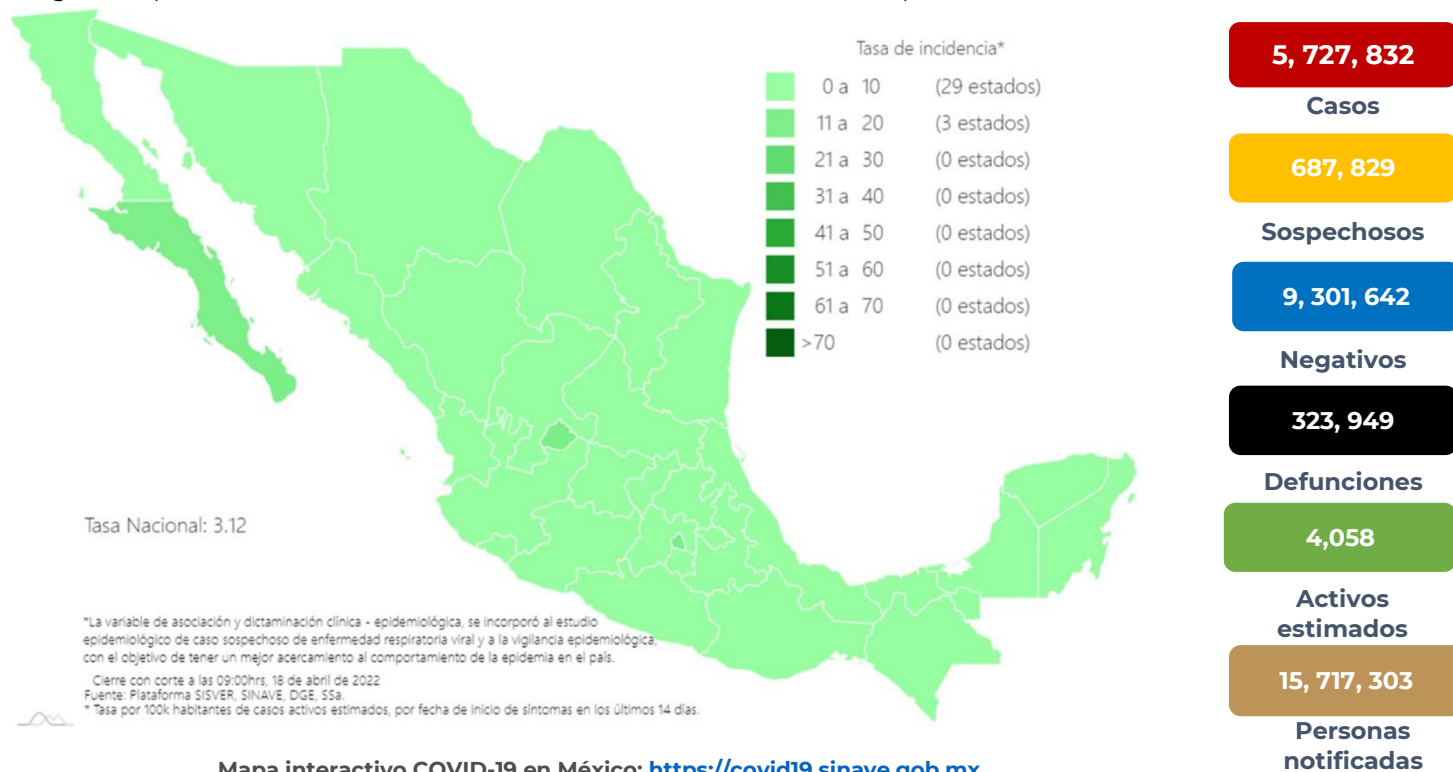 Tasa de incidencia*
0 a 10 (29 estados)
11 a 20 (3 estados)
21 a 30 (0 estados)
31 a 40 (0 estados)
41 a 50 (0 estados)
51 a 60 (0 estados)
61 a 70 (0 estados)
>70 (0 estados)
Tasa Nacional: 3.12
*La variable de asociación y dictaminación clínica - epidemiológica, se incorporó al estudio
epidemiológico de caso sospechoso de enfermedad respiratoria viral y a la vigilancia epidemiológica,
con el objetivo de tener un mejor acercamiento al comportamiento de la epidemia en el país.
Cierre con corte a las 09:00hrs, 18 de abril de 2022
Fuente: Plataforma SISVER, SINAVE, DGE, SSa.
* Tasa por 100k habitantes de casos activos estimados, por fecha de inicio de síntomas en los últimos 14 días.
Mapa interactivo COVID-19 en México: https://covid19.sinave.gob.mx
5, 727, 832
Casos
687, 829
Sospechosos
9, 301, 642
Negativos
323, 949
Defunciones
4,058
Activos
estimados
15, 717, 303
Personas
notificadas